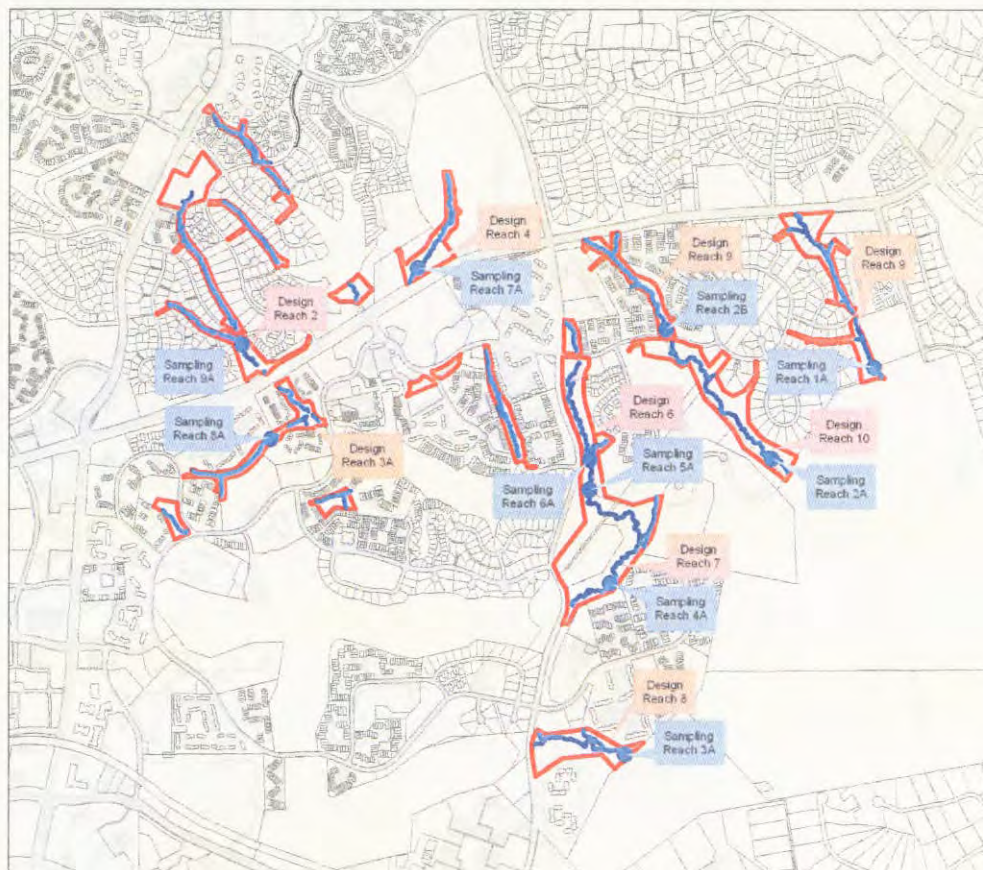 Design
Reach 4
Sampling
Reach 7A
Design
Reach 9
Sampling
Reach 2B
Design
Reach 9
Design
Reach 2
Sampling
Reach 9A
Sampling
Reach 1A
Design
Reach 6
Design
Reach 10
Sampling
Reach 8A
Design
Reach 3A
Sampling
Reach 5A
Sampling
Reach 6A
Sampling
Reach 2A
Design
Reach 7
Sampling
Reach 4A
Design
Reach 8
Sampling
Reach 3A